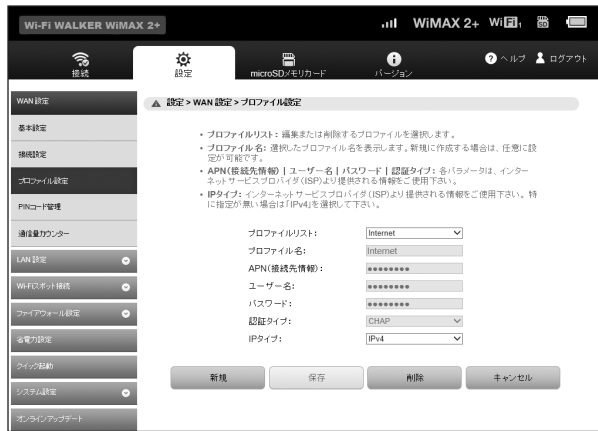 Wi-Fi WALKER WiMAX 2+
WiMAX 2+ WiFi 1
接続
設定
microSDメモリカード
バージョン
? ヘルプ
ログアウト
WAN 設定
基本設定
接続設定
プロファイル設定
PINコード管理
通信量カウンター
LAN 設定
Wi-Fiスポット接続
ファイアウォール設定
省電力設定
クイック起動
システム設定
オンラインアップデート
設定 > WAN 設定 > プロファイル設定
• プロファイルリスト: 編集または削除するプロファイルを選択します。
• プロファイル名: 選択したプロファイル名を表示します。新規に作成する場合は、任意に設
定が可能です。
• APN(接続先情報) | ユーザー名 | パスワード | 認証タイプ: 各パラメータは、インター
ネットサービスプロバイダ(ISP)より提供される情報をご使用下さい。
• IPタイプ: インターネットサービスプロバイダ(ISP)より提供される情報をご使用下さい。特
に指定が無い場合は「IPv4」を選択して下さい。
プロファイルリスト: Internet
プロファイル名: Internet
APN(接続先情報): ●●●●●●●●
ユーザー名: ●●●●●●●●
パスワード: ●●●●●●●●
認証タイプ: CHAP
IPタイプ: IPv4
新規
保存
削除
キャンセル